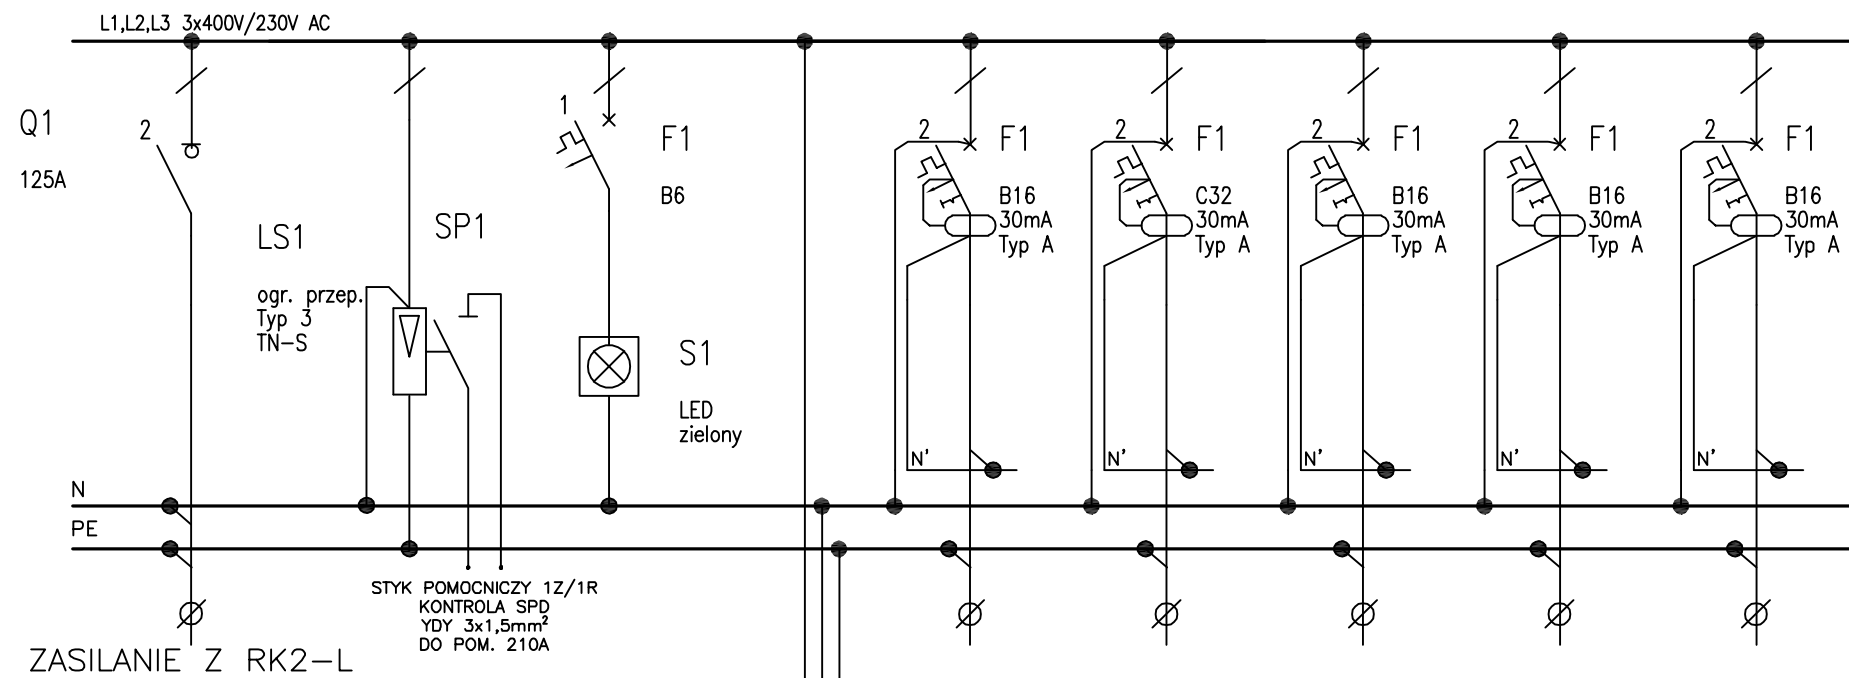 L1,L2,L3 3x400V/230V AC
Q1
2
125A
LS1
SP1
ogr. przep.
Typ 3
TN-S
1
F1
B6
S1
LED
zielony
2
F1
B16
30mA
Typ A
N'
2
F1
C32
30mA
Typ A
N'
2
F1
B16
30mA
Typ A
N'
2
F1
B16
30mA
Typ A
N'
2
F1
B16
30mA
Typ A
N'
N
PE
STYK POMOCNICZY 1Z/1R
KONTROLA SPD
YDY 3x1,5mm²
DO POM. 210A
ZASILANIE Z RK2-L